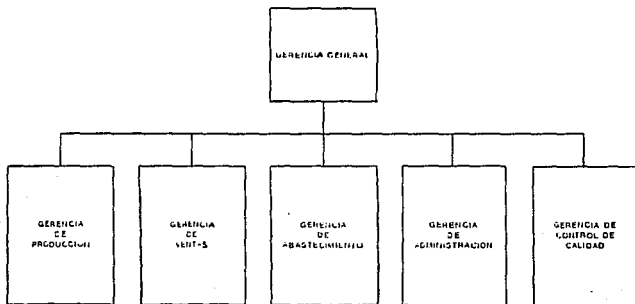 GERENCIA GENERAL
GERENCIA
DE
PRODUCCION
GERENCIA
DE
VENTAS
GERENCIA
DE
ABASTECIMIENTO
GERENCIA
DE
ADMINISTRACION
GERENCIA DE
CONTROL DE
CALIDAD